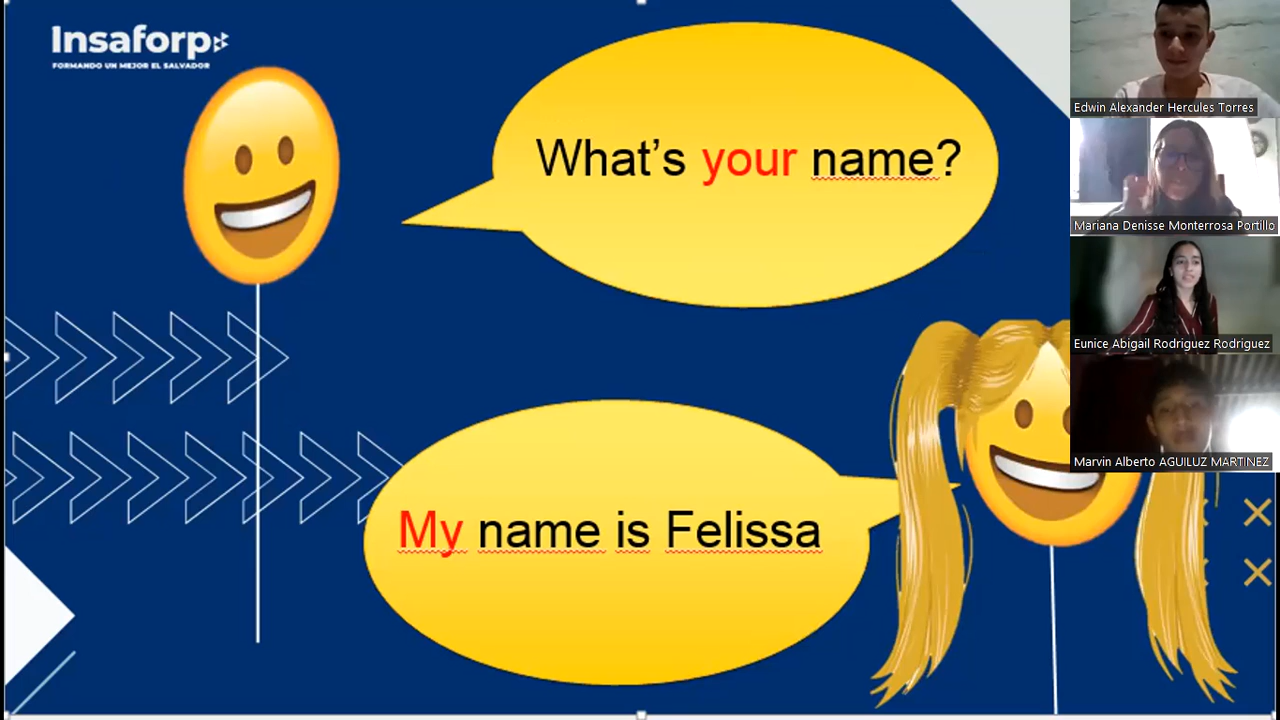 Insaforp
FORMANDO UN MEJOR EL SALVADOR
What's your name?
My name is Felissa
Edwin Alexander Hercules Torres
Mariana Denisse Monterrosa Portillo
Eunice Abigail Rodriguez Rodriguez
Marvin Alberto AGUILUZ MARTINEZ